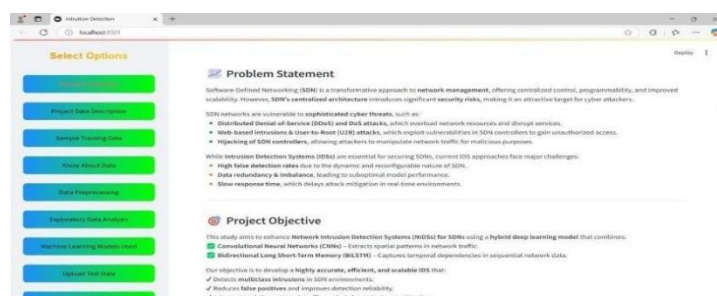 Intrusion Detection
localhost:8501
Deploy
Select Options
Project Data Description
Sample Training Data
Know About Data
Data Preprocessing
Exploratory Data Analysis
Machine Learning Models Used
Upload Test Data
Problem Statement
Software-Defined Networking (SDN) is a transformative approach to network management, offering centralized control, programmability, and improved
scalability. However, SDN's centralized architecture introduces significant security risks, making it an attractive target for cyber attackers.
SDN networks are vulnerable to sophisticated cyber threats, such as:
• Distributed Denial-of-Service (DDoS) and DoS attacks, which overload network resources and disrupt services.
• Web-based intrusions & User-to-Root (U2R) attacks, which exploit vulnerabilities in SDN controllers to gain unauthorized access.
• Hijacking of SDN controllers, allowing attackers to manipulate network traffic for malicious purposes.
While Intrusion Detection Systems (IDSs) are essential for securing SDNs, current IDS approaches face major challenges:
• High false detection rates due to the dynamic and reconfigurable nature of SDN.
• Data redundancy & imbalance, leading to suboptimal model performance.
• Slow response time, which delays attack mitigation in real-time environments.
Project Objective
This study aims to enhance Network Intrusion Detection Systems (NIDSs) for SDNs using a hybrid deep learning model that combines:
✅ Convolutional Neural Networks (CNNs) – Extracts spatial patterns in network traffic.
✅ Bidirectional Long Short-Term Memory (BiLSTM) – Captures temporal dependencies in sequential network data.
Our objective is to develop a highly accurate, efficient, and scalable IDS that:
✔ Detects multiclass intrusions in SDN environments.
✔ Reduces false positives and improves detection reliability.